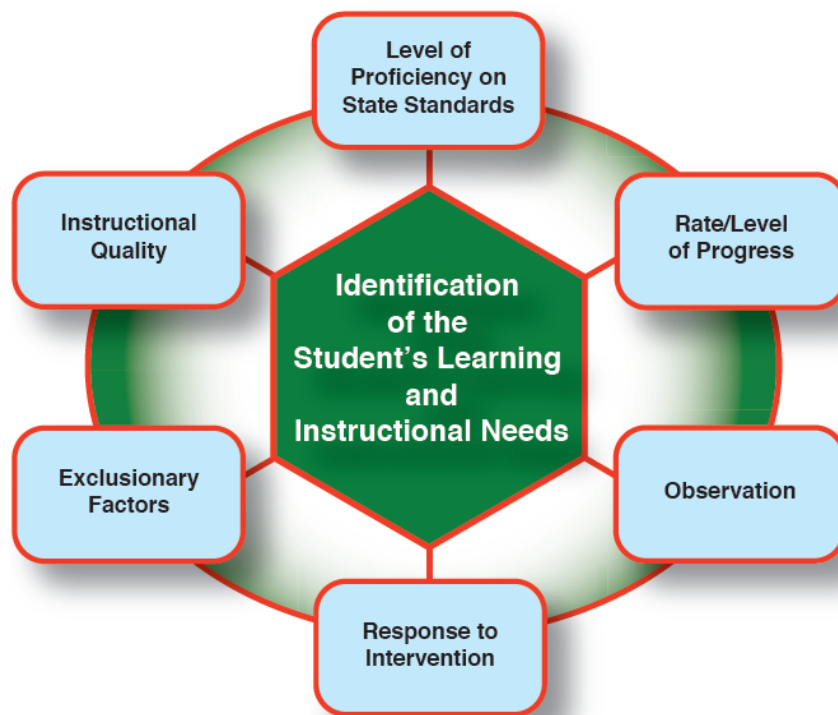 Level of
Proficiency on
State Standards
Instructional
Quality
Rate/Level
of Progress
Identification
of the
Student’s Learning
and
Instructional Needs
Exclusionary
Factors
Observation
Response to
Intervention